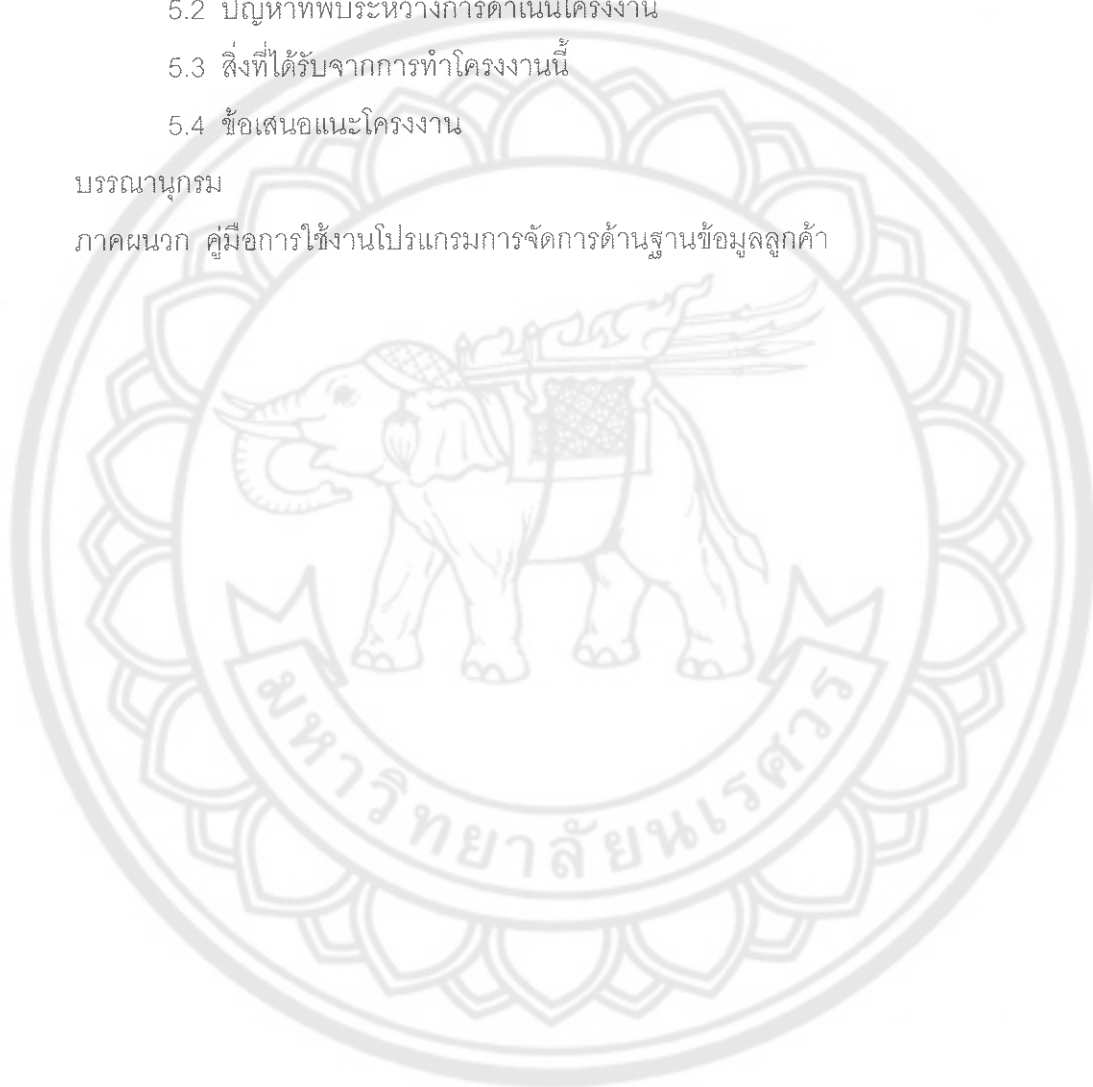 5.2 ปัญหาที่พบระหว่างการดำเนินโครงงาน
5.3 สิ่งที่ได้รับจากการทำโครงงานนี้
5.4 ข้อเสนอแนะโครงงาน
บรรณานุกรม
ภาคผนวก คู่มือการใช้งานโปรแกรมการจัดการด้านฐานข้อมูลลูกค้า
มหาวิทยาลัยนเรศวร